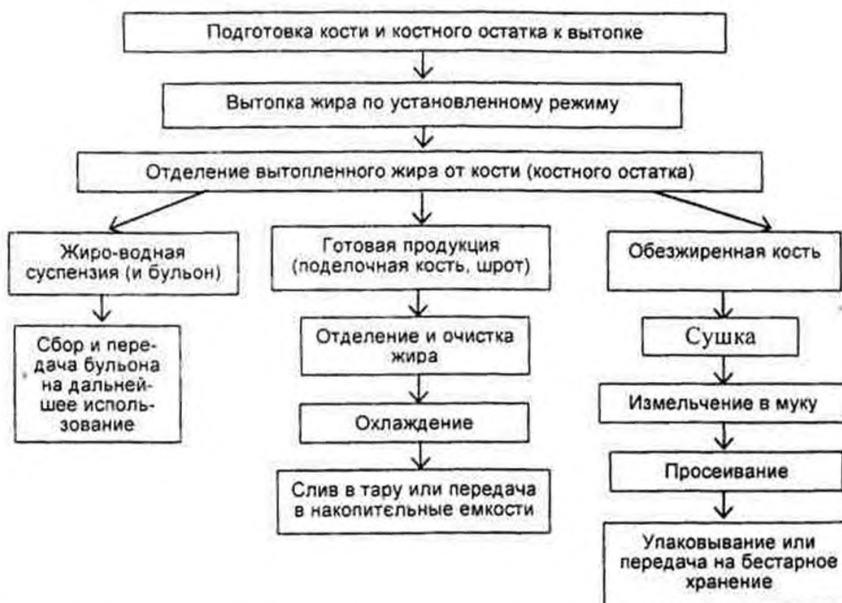 Подготовка кости и костного остатка к вытопке
Вытопка жира по установленному режиму
Отделение вытопленного жира от кости (костного остатка)
Жиро-водная
суспензия (и бульон)
Сбор и пере-
дача бульона
на дальней-
шее исполь-
зование
Готовая продукция
(поделочная кость, шрот)
Отделение и очистка
жира
Охлаждение
Слив в тару или передача
в накопительные емкости
Обезжиренная кость
Сушка
Измельчение в муку
Просеивание
Упаковывание или
передача на бестарное
хранение